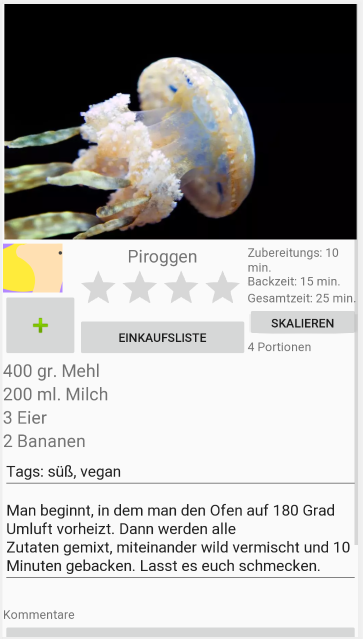 Piroggen
Zubereitungs: 10
min.
Backzeit: 15 min.
Gesamtzeit: 25 min.
EINKAUFSLISTE
SKALIEREN
4 Portionen
400 gr. Mehl
200 ml. Milch
3 Eier
2 Bananen
Tags: süß, vegan
Man beginnt, in dem man den Ofen auf 180 Grad
Umluft vorheizt. Dann werden alle
Zutaten gemixt, miteinander wild vermischt und 10
Minuten gebacken. Lasst es euch schmecken.
Kommentare